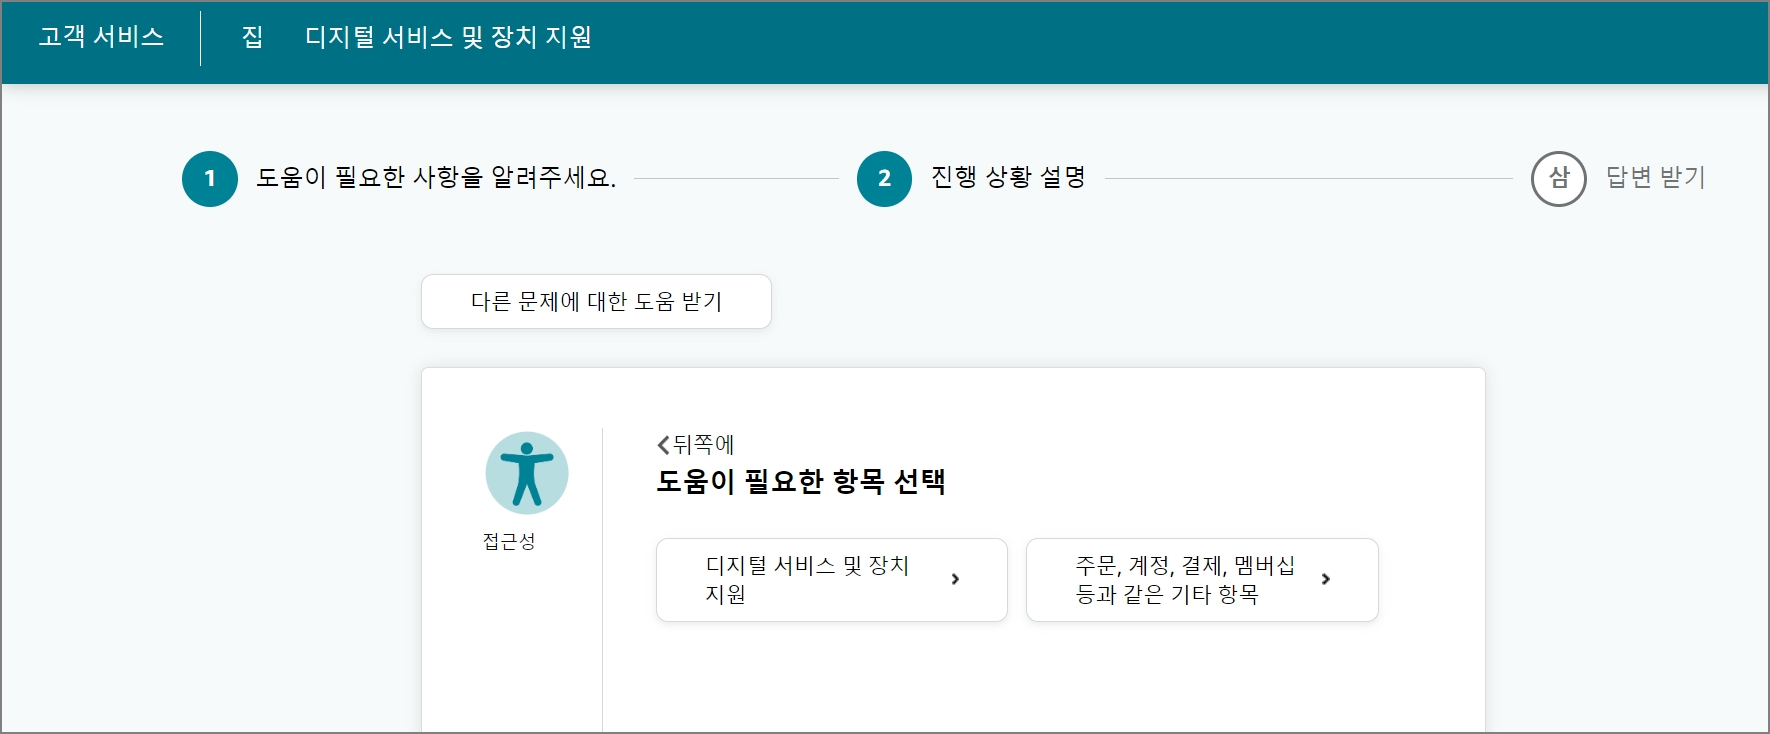 고객 서비스 집 디지털 서비스 및 장치 지원
1 도움이 필요한 사항을 알려주세요. 2 진행 상황 설명 삼 답변 받기
다른 문제에 대한 도움 받기
접근성
뒤쪽에
도움이 필요한 항목 선택
디지털 서비스 및 장치
지원
주문, 계정, 결제, 멤버십
등과 같은 기타 항목